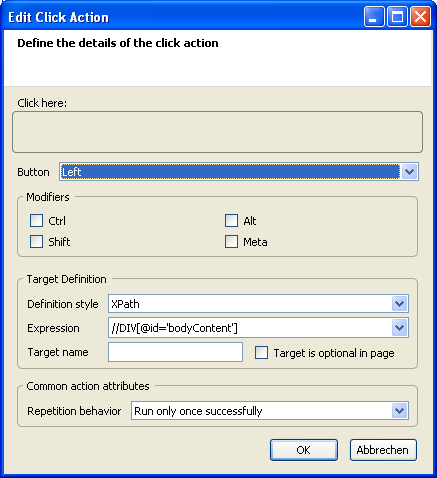 Edit Click Action
Define the details of the click action
Click here:
Button Left
Modifiers
Ctrl Alt
Shift Meta
Target Definition
Definition style XPath
Expression //DIV[@id='bodyContent']
Target name Target is optional in page
Common action attributes
Repetition behavior Run only once successfully
OK Abbrechen